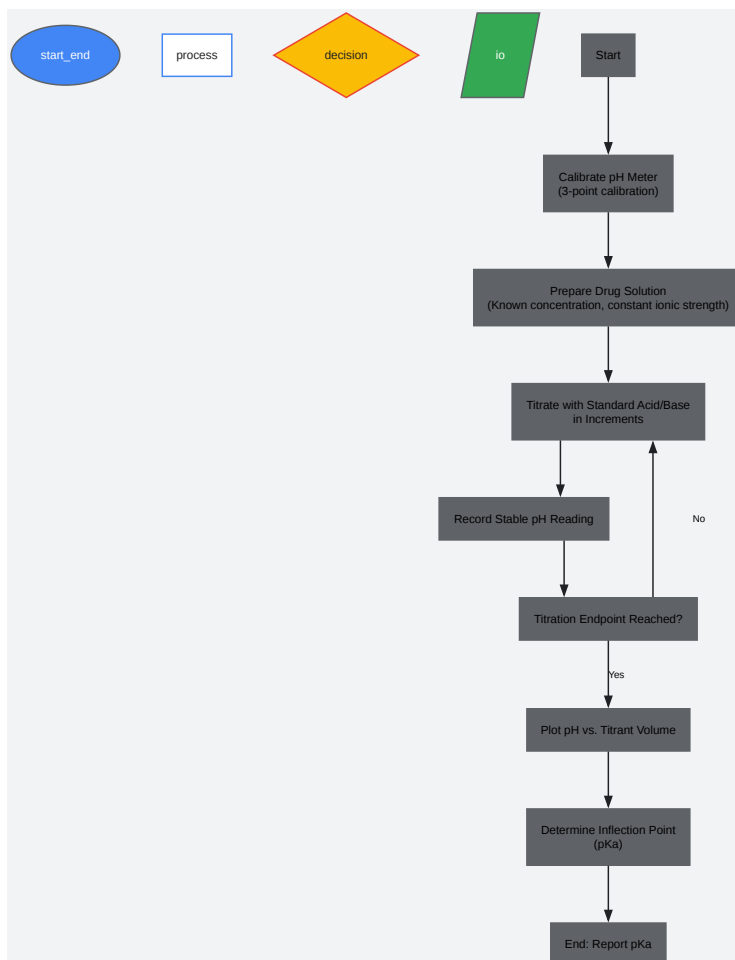 start_end
process
decision
io
Start
Calibrate pH Meter
(3-point calibration)
Prepare Drug Solution
(Known concentration, constant ionic strength)
Titrate with Standard Acid/Base
in Increments
Record Stable pH Reading
No
Titration Endpoint Reached?
Yes
Plot pH vs. Titrant Volume
Determine Inflection Point
(pKa)
End: Report pKa